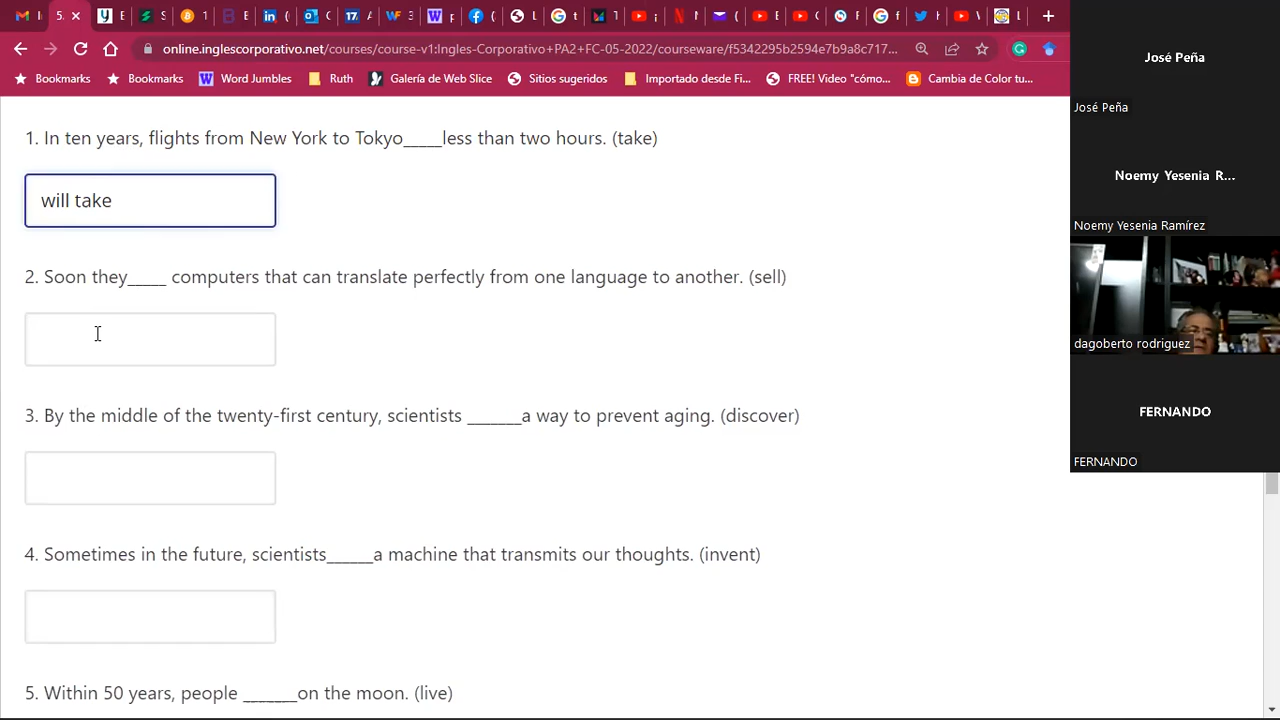 5.
online.inglescorporativo.net/courses/course-v1:Ingles-Corporativo+PA2+FC-05-2022/courseware/f5342295b2594e7b9a8c717...
Bookmarks Bookmarks Word Jumbles Ruth Galería de Web Slice Sitios sugeridos Importado desde Fi... FREE! Video "cómo... Cambia de Color tu...
1. In ten years, flights from New York to Tokyo_____less than two hours. (take)
will take
2. Soon they_____ computers that can translate perfectly from one language to another. (sell)
3. By the middle of the twenty-first century, scientists _______a way to prevent aging. (discover)
4. Sometimes in the future, scientists______a machine that transmits our thoughts. (invent)
5. Within 50 years, people _______on the moon. (live)
José Peña
José Peña
Noemy Yesenia R...
Noemy Yesenia Ramírez
dagoberto rodriguez
FERNANDO
FERNANDO